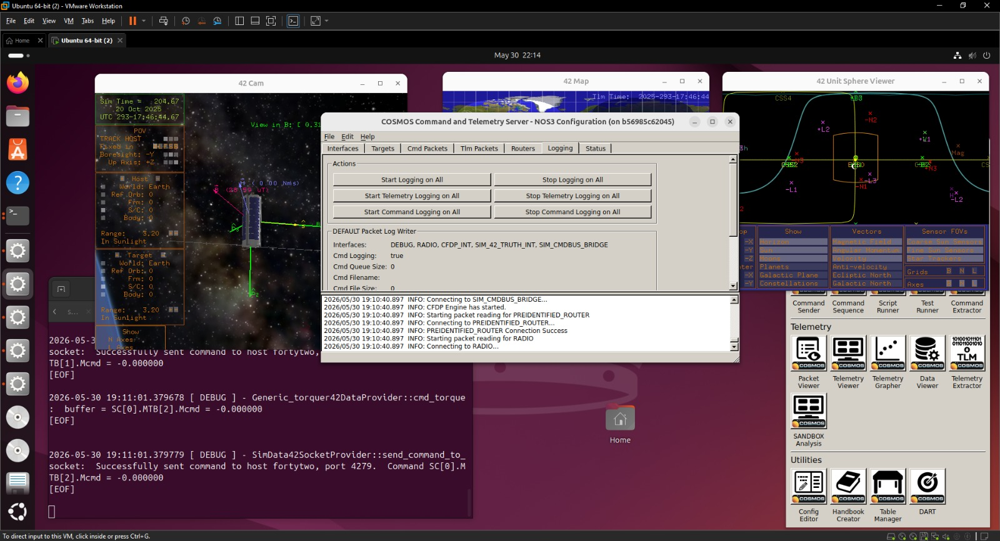 Ubuntu 64-bit (2) - VMware Workstation
File Edit View VM Tabs Help
Home
Ubuntu 64-bit (2)
May 30 22:14
42 Cam
Sim Time = 204.67
20 Oct 2025
UTC 293-17:46:44.67
POV
TRACK HOST
Fixed in
Boresight: -Y
Up Axis: +Z
Host
World: Earth
Ref Orb: 0
Frm: 0
S/C: 0
Body: 0
Range: 3.20
In Sunlight
Target
World: Earth
Ref Orb: 0
Frm: 0
S/C: 0
Body: 0
Range: 3.20
In Sunlight
Show
N Axes
L Axes
View in B: [ 0.31
H ( 0.00 Nms)
42 Map
Tlm Time: 2025-293-17:46:44
COSMOS Command and Telemetry Server - NOS3 Configuration (on b56985c62045)
File Edit Help
Interfaces Targets Cmd Packets Tlm Packets Routers Logging Status
Actions
Start Logging on All Stop Logging on All
Start Telemetry Logging on All Stop Telemetry Logging on All
Start Command Logging on All Stop Command Logging on All
DEFAULT Packet Log Writer
Interfaces: DEBUG, RADIO, CFDP_INT, SIM_42_TRUTH_INT, SIM_CMDBUS_BRIDGE
Cmd Logging: true
Cmd Queue Size: 0
Cmd Filename:
Cmd File Size: 0
2026/05/30 19:10:40.897 INFO: Connecting to SIM_CMDBUS_BRIDGE...
2026/05/30 19:10:40.897 INFO: CFDP Engine has started.
2026/05/30 19:10:40.897 INFO: Starting packet reading for PREIDENTIFIED_ROUTER
2026/05/30 19:10:40.897 INFO: Connecting to PREIDENTIFIED_ROUTER...
2026/05/30 19:10:40.897 INFO: PREIDENTIFIED_ROUTER Connection Success
2026/05/30 19:10:40.897 INFO: Starting packet reading for RADIO
2026/05/30 19:10:40.897 INFO: Connecting to RADIO...
42 Unit Sphere Viewer
CSS4
-N2
+L2
+V1
Mag
-N3
-L1
-L3
-N1
-L2
Show
Horizon
Sun
Moons
Planets
Galactic Plane
Constellations
Vectors
Magnetic Field
Angular Momentum
Velocity
Anti-velocity
Ecliptic North
Galactic North
Sensor FOVs
Coarse Sun Sensors
Fine Sun Sensors
Star Trackers
Grids B N L
Axes B N L
s...
2026-05-3
socket: Successfully sent command to host fortytwo,
TB[1].Mcmd = -0.000000
[EOF]
2026-05-30 19:11:01.379678 [ DEBUG ] - Generic_torquer42DataProvider::cmd_torque
: buffer = SC[0].MTB[2].Mcmd = -0.000000
[EOF]
2026-05-30 19:11:01.379779 [ DEBUG ] - SimData42SocketProvider::send_command_to_
socket: Successfully sent command to host fortytwo, port 4279. Command SC[0].M
TB[2].Mcmd = -0.000000
[EOF]
Home
Command Sender
Command Sequence
Script Runner
Test Runner
Command Extractor
Telemetry
COSMOS COSMOS COSMOS COSMOS COSMOS
Packet Viewer
Telemetry Viewer
Telemetry Grapher
Data Viewer
TLM
Telemetry Extractor
COSMOS
SANDBOX Analysis
Utilities
COSMOS COSMOS COSMOS COSMOS
Config Editor
Handbook Creator
Table Manager
DART
To direct input to this VM, click inside or press Ctrl+G.